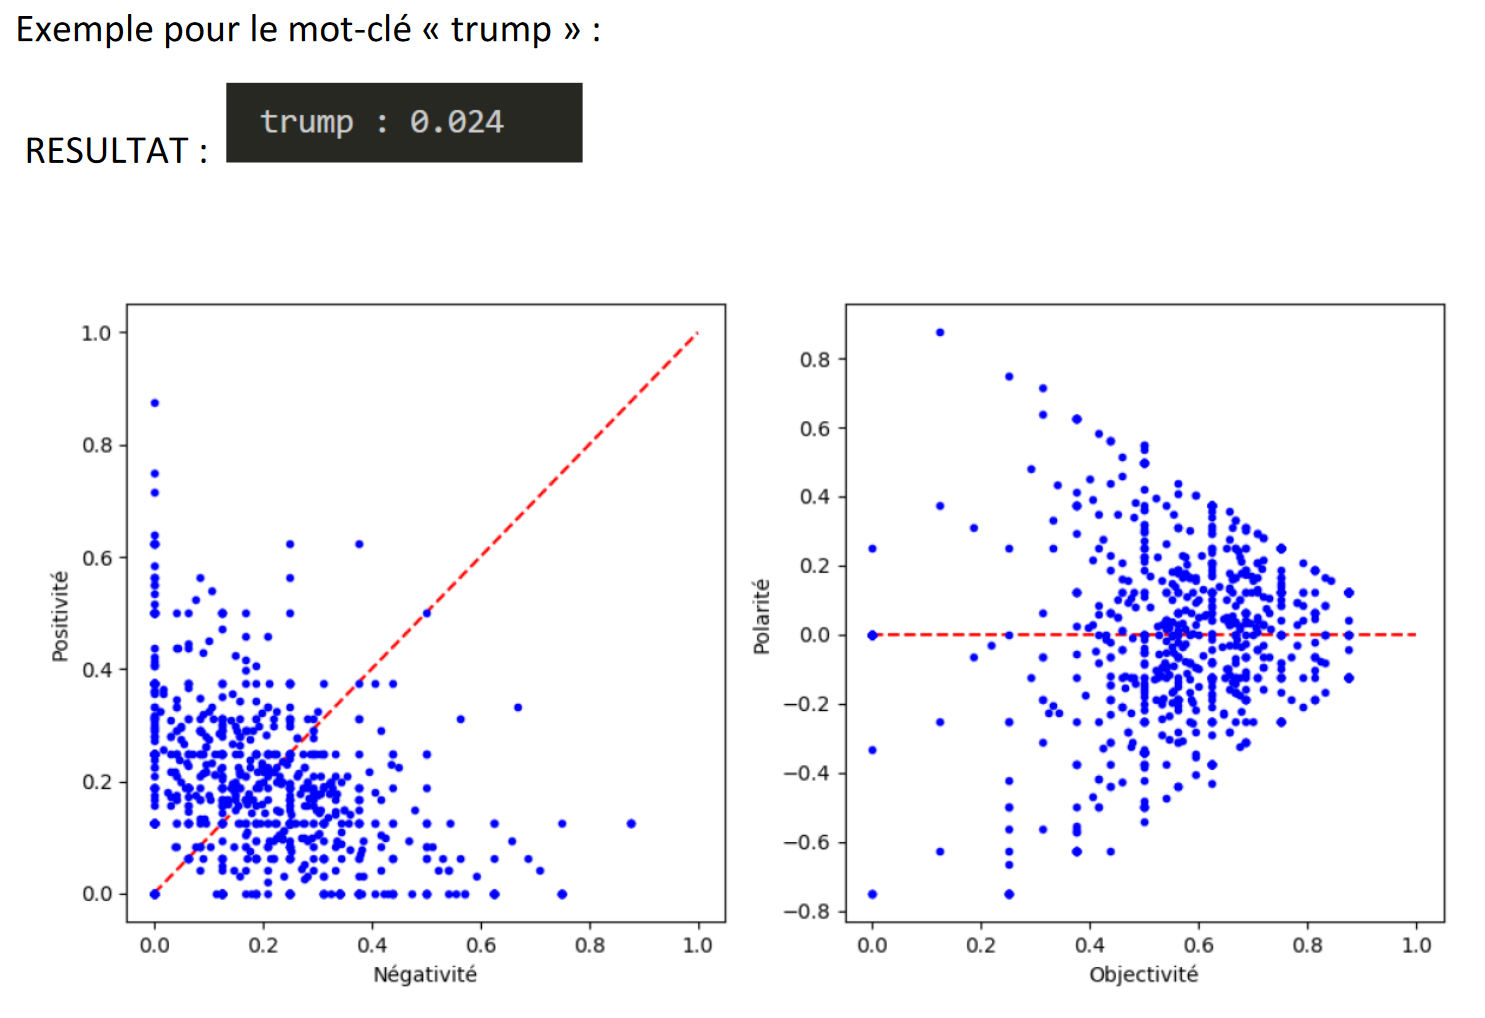 Exemple pour le mot-clé « trump » :
trump : 0.024
RESULTAT :
1.0
0.8
0.6
0.4
0.2
0.0
Positivité
0.0 0.2 0.4 0.6 0.8 1.0
Négativité
0.8
0.6
0.4
0.2
0.0
−0.2
−0.4
−0.6
−0.8
Polarité
0.0 0.2 0.4 0.6 0.8 1.0
Objectivité